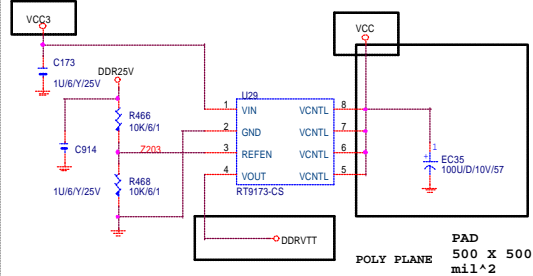 VCC3
VCC
C173
1U/6/Y/25V
DDR25V
U29
R466
10K/6/1
1 VIN VCNTL 8
2 GND VCNTL 7
3 REFEN VCNTL 6
4 VOUT VCNTL 5
C914
Z203
1
+
EC35
100U/D/10V/57
1U/6/Y/25V
R468
10K/6/1
RT9173-CS
DDRVTT
POLY PLANE
PAD
500 X 500
mil^2